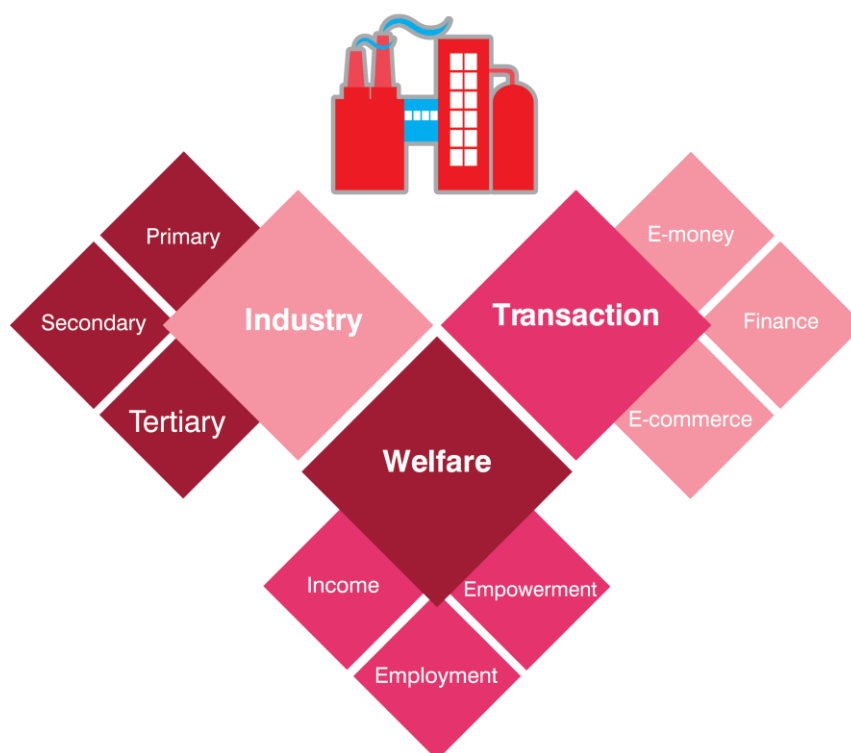 Primary
Secondary
Tertiary
Industry
Transaction
E-money
Finance
E-commerce
Welfare
Income
Empowerment
Employment